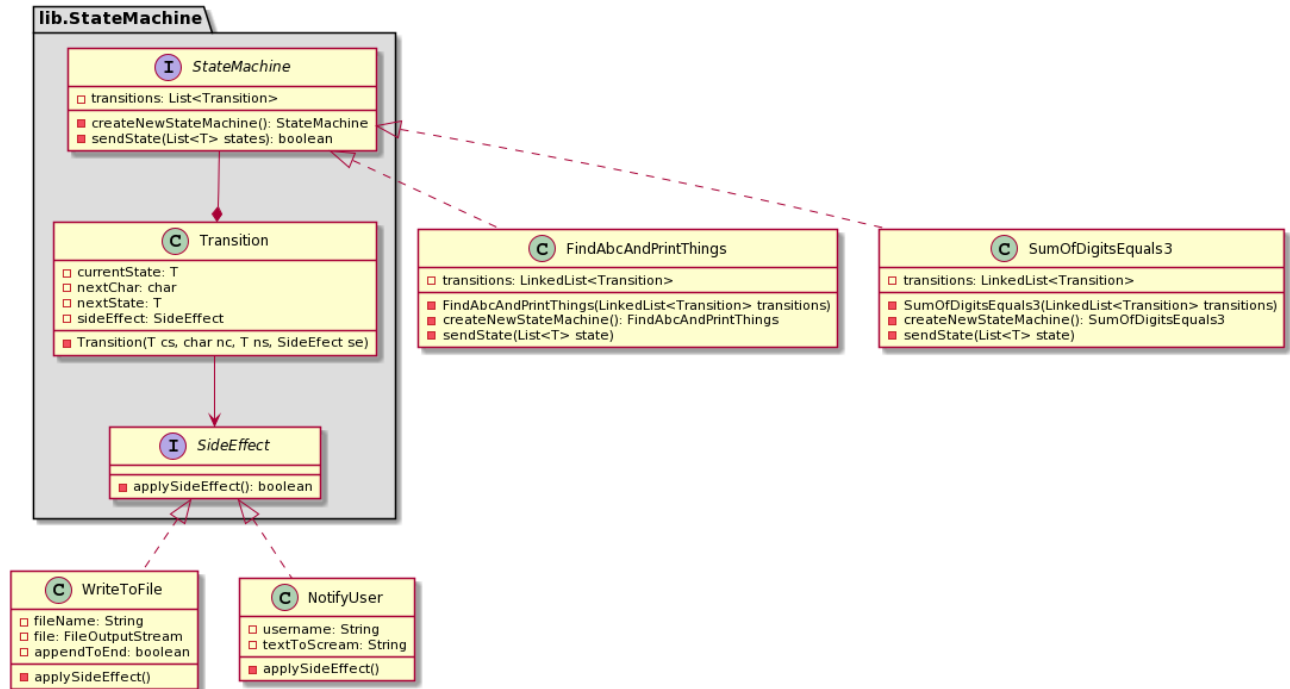 lib.StateMachine
I StateMachine
transitions: List<Transition>
createNewStateMachine(): StateMachine
sendState(List<T> states): boolean
C Transition
currentState: T
nextChar: char
nextState: T
sideEffect: SideEffect
Transition(T cs, char nc, T ns, SideEfect se)
C FindAbcAndPrintThings
transitions: LinkedList<Transition>
FindAbcAndPrintThings(LinkedList<Transition> transitions)
createNewStateMachine(): FindAbcAndPrintThings
sendState(List<T> state)
C SumOfDigitsEquals3
transitions: LinkedList<Transition>
SumOfDigitsEquals3(LinkedList<Transition> transitions)
createNewStateMachine(): SumOfDigitsEquals3
sendState(List<T> state)
I SideEffect
applySideEffect(): boolean
C WriteToFile
fileName: String
file: FileOutputStream
appendToEnd: boolean
applySideEffect()
C NotifyUser
username: String
textToScream: String
applySideEffect()